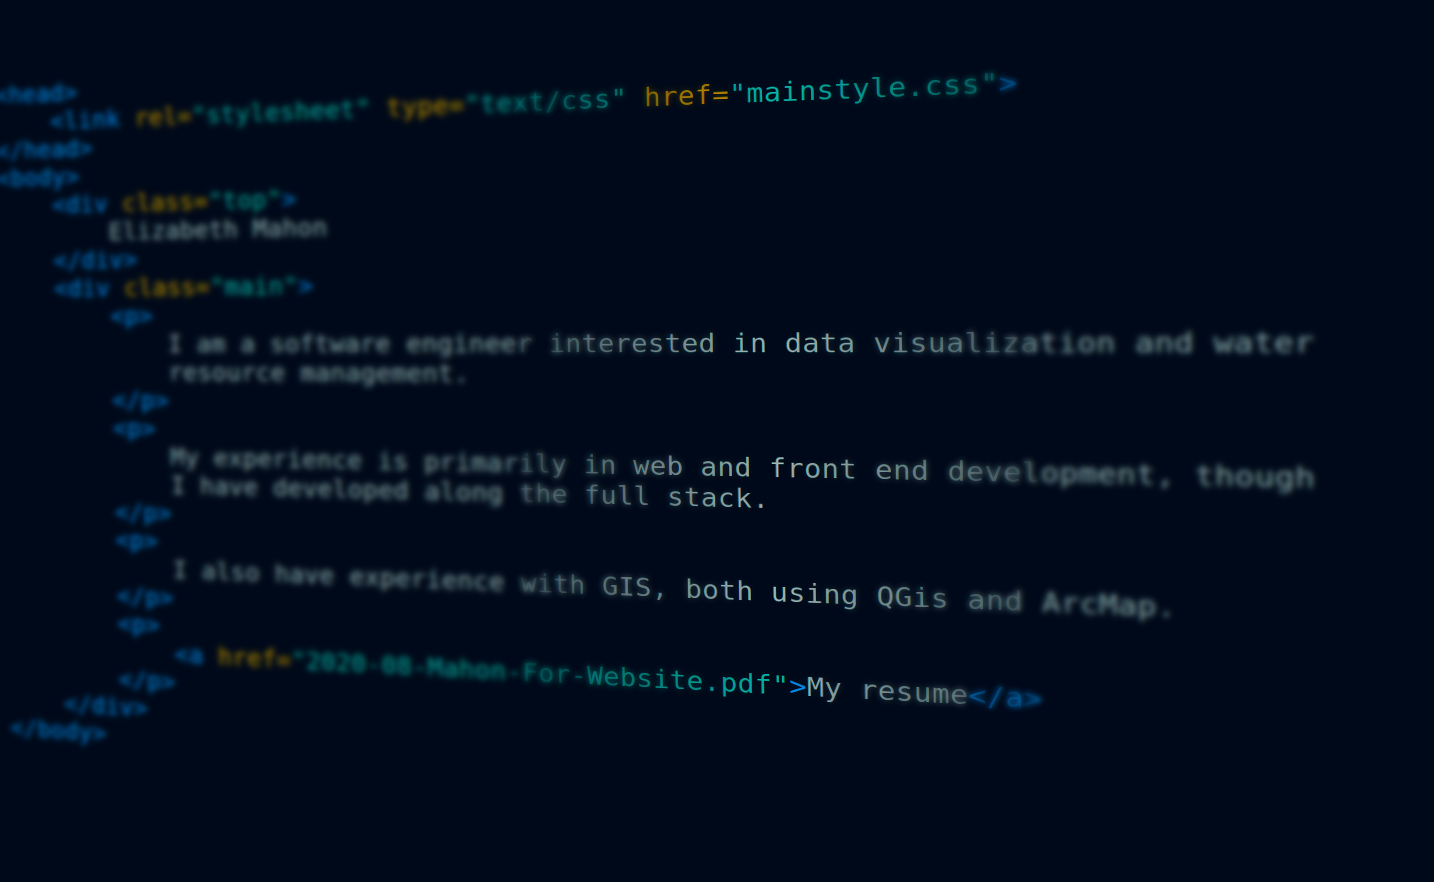 <head>
<link rel="stylesheet" type="text/css" href="mainstyle.css">
</head>
<body>
<div class="top">
Elizabeth Mahon
</div>
<div class="main">
<p>
I am a software engineer interested in data visualization and water
resource management.
</p>
<p>
My experience is primarily in web and front end development, though
I have developed along the full stack.
</p>
<p>
I also have experience with GIS, both using QGis and ArcMap.
</p>
<p>
<a href="2020-08-Mahon-For-Website.pdf">My resume</a>
</p>
</div>
</body>